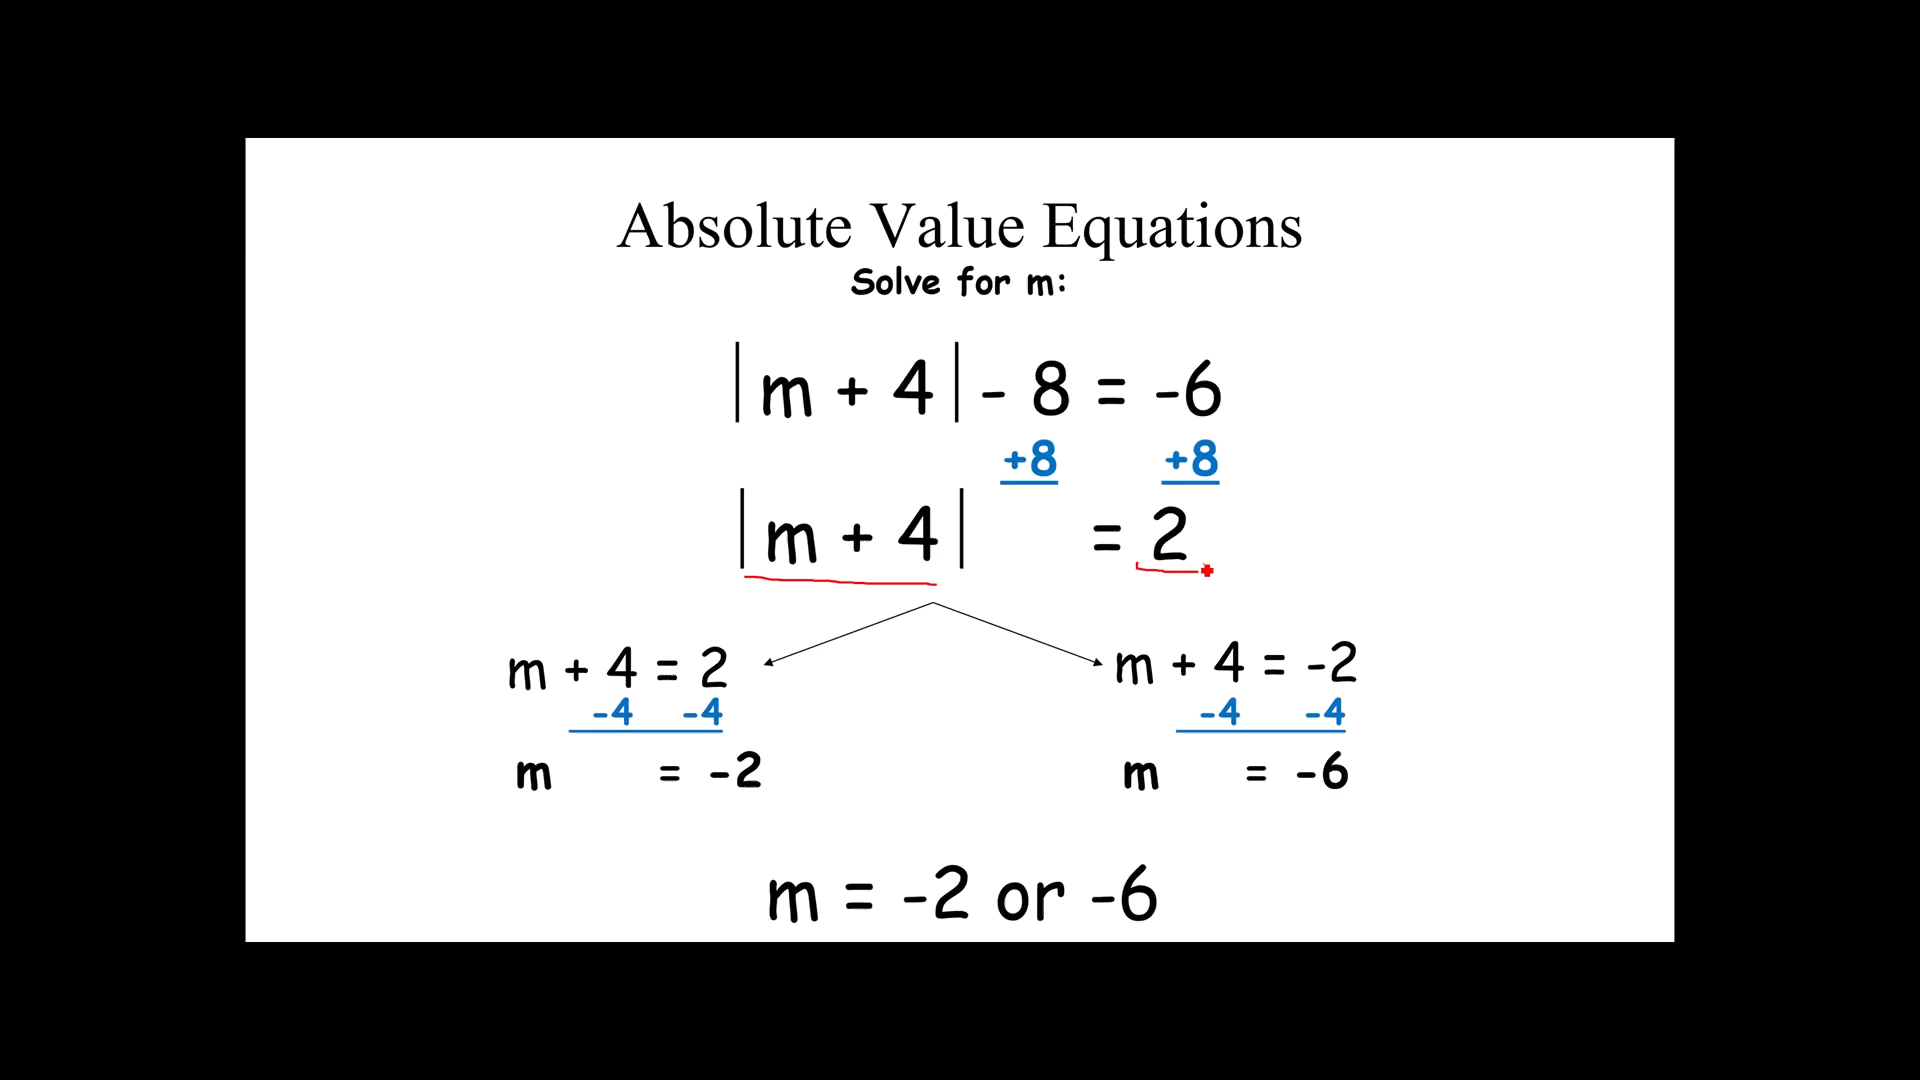 Absolute Value Equations
Solve for m:
|m + 4| - 8 = -6
+8 +8
|m + 4| = 2
m + 4 = 2 m + 4 = -2
-4 -4 -4 -4
m = -2 m = -6
m = -2 or -6